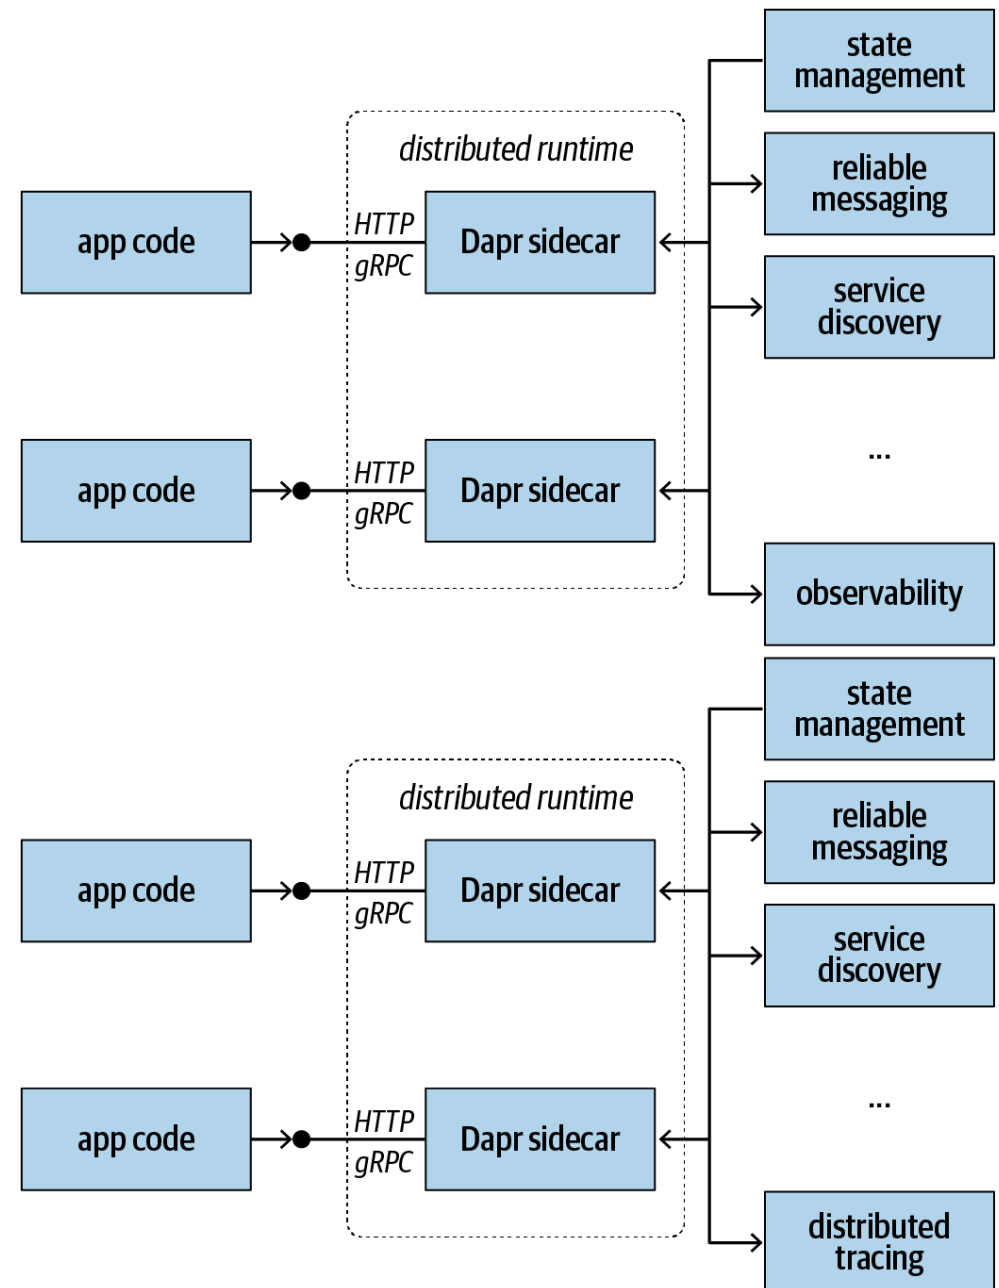 state
management
distributed runtime
reliable
messaging
app code
HTTP
gRPC
Dapr sidecar
service
discovery
...
app code
HTTP
gRPC
Dapr sidecar
observability
state
management
distributed runtime
reliable
messaging
app code
HTTP
gRPC
Dapr sidecar
service
discovery
...
app code
HTTP
gRPC
Dapr sidecar
distributed
tracing